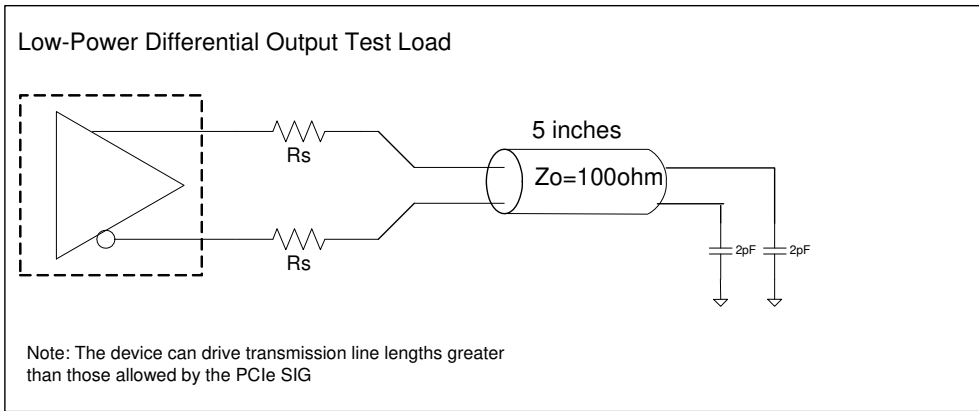 Low-Power Differential Output Test Load
Rs
Rs
5 inches
Zo=100ohm
2pF
2pF
Note: The device can drive transmission line lengths greater
than those allowed by the PCIe SIG